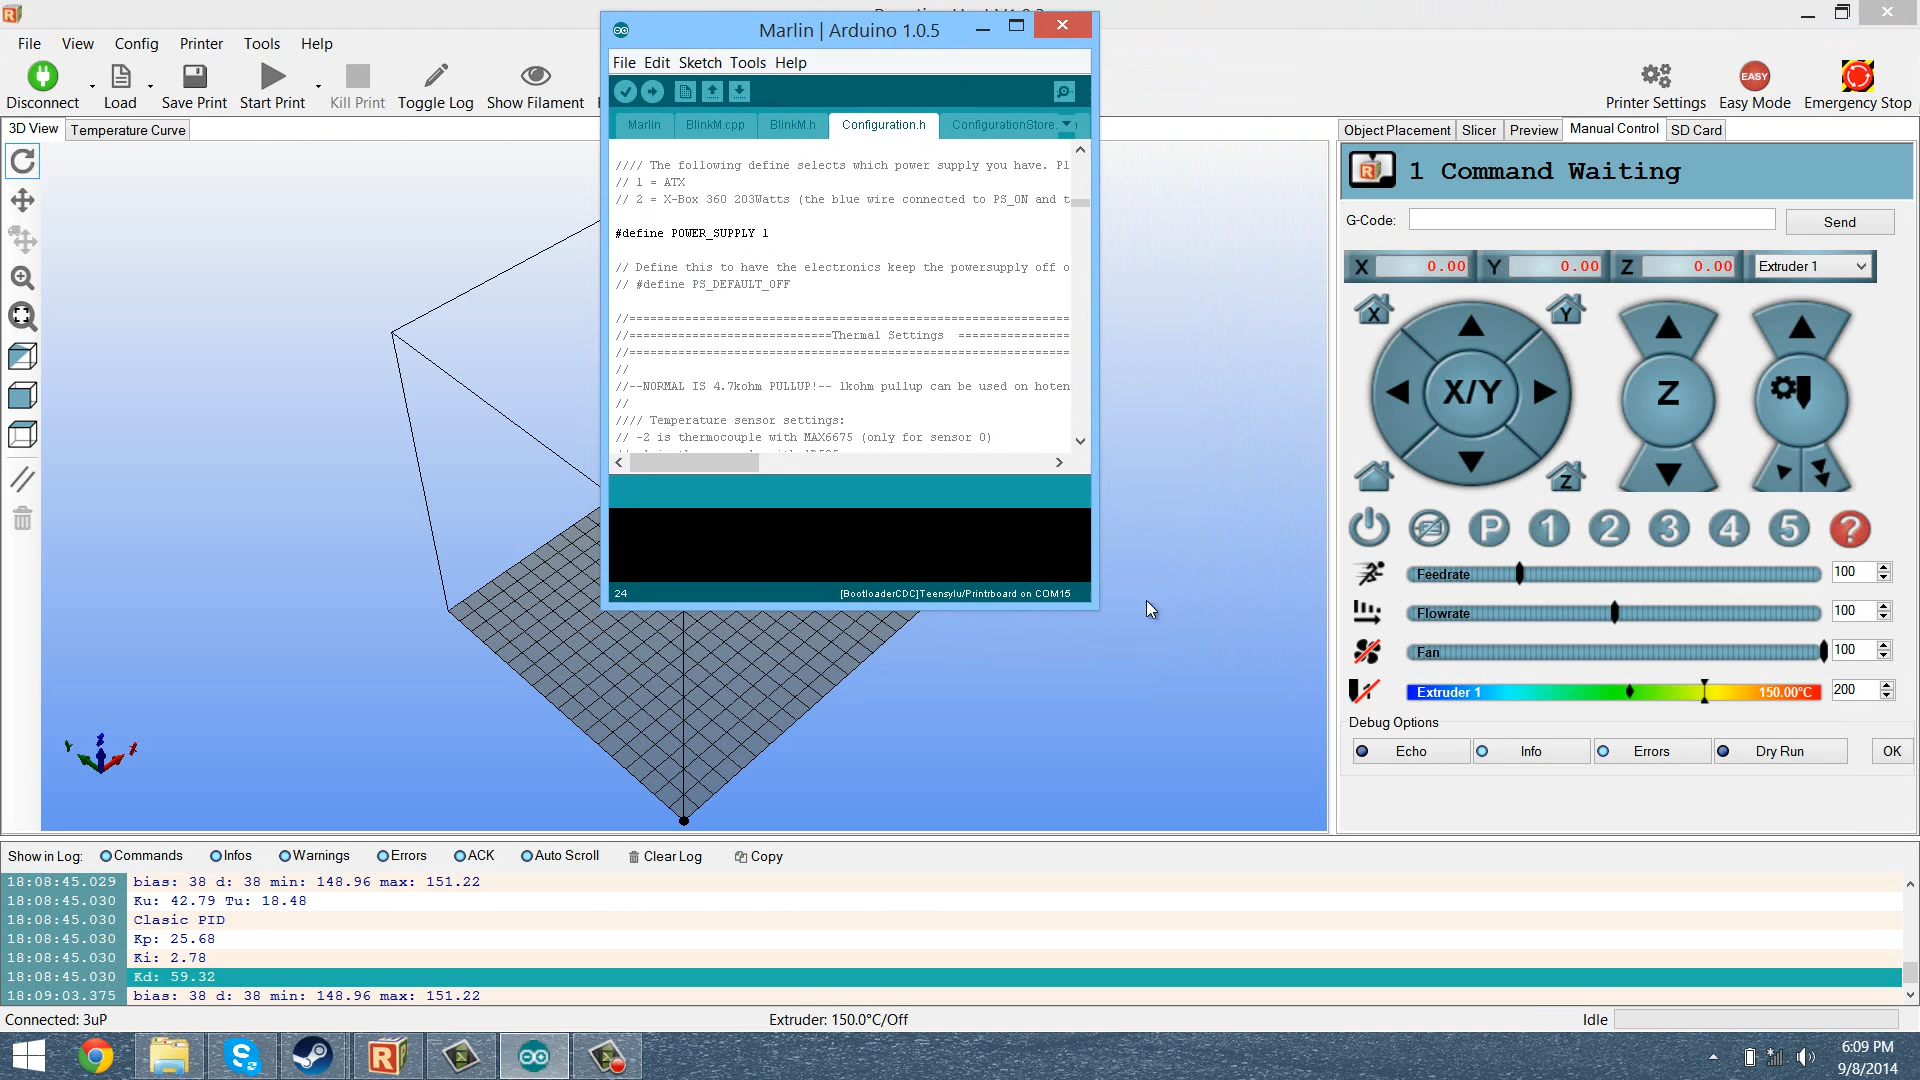 Marlin | Arduino 1.0.5
File View Config Printer Tools Help
File Edit Sketch Tools Help
Disconnect Load Save Print Start Print Kill Print Toggle Log Show Filament
Printer Settings EASY Easy Mode Emergency Stop
3D View Temperature Curve
Marlin BlinkM.cpp BlinkM.h Configuration.h ConfigurationStore.
//// The following define selects which power supply you have. Pl
// 1 = ATX
// 2 = X-Box 360 203Watts (the blue wire connected to PS_ON and t
#define POWER_SUPPLY 1
// Define this to have the electronics keep the powersupply off o
// #define PS_DEFAULT_OFF
//===============================================================
//=============================Thermal Settings ================
//===============================================================
//
//--NORMAL IS 4.7kohm PULLUP!-- 1kohm pullup can be used on hoten
//
//// Temperature sensor settings:
// -2 is thermocouple with MAX6675 (only for sensor 0)
24 [BootloaderCDC]Teensylu/Printrboard on COM15
Object Placement Slicer Preview Manual Control SD Card
1 Command Waiting
G-Code: Send
X 0.00 Y 0.00 Z 0.00 Extruder 1
X Y
X/Y Z
Z
P 1 2 3 4 5 ?
Feedrate 100
Flowrate 100
Fan 100
Extruder 1 150.00°C 200
Debug Options
Echo Info Errors Dry Run OK
Show in Log: Commands Infos Warnings Errors ACK Auto Scroll Clear Log Copy
18:08:45.029 bias: 38 d: 38 min: 148.96 max: 151.22
18:08:45.030 Ku: 42.79 Tu: 18.48
18:08:45.030 Clasic PID
18:08:45.030 Kp: 25.68
18:08:45.030 Ki: 2.78
18:08:45.030 Kd: 59.32
18:09:03.375 bias: 38 d: 38 min: 148.96 max: 151.22
Connected: 3uP Extruder: 150.0°C/Off Idle
6:09 PM
9/8/2014